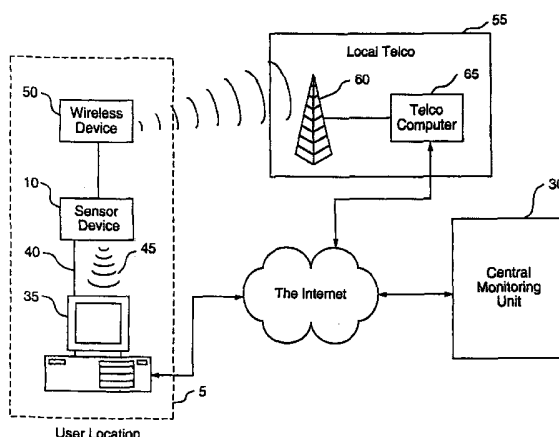 55
Local Telco
60
65
50
Wireless
Device
Telco
Computer
10
Sensor
Device
30
40
45
35
The Internet
Central
Monitoring
Unit
5
User Location